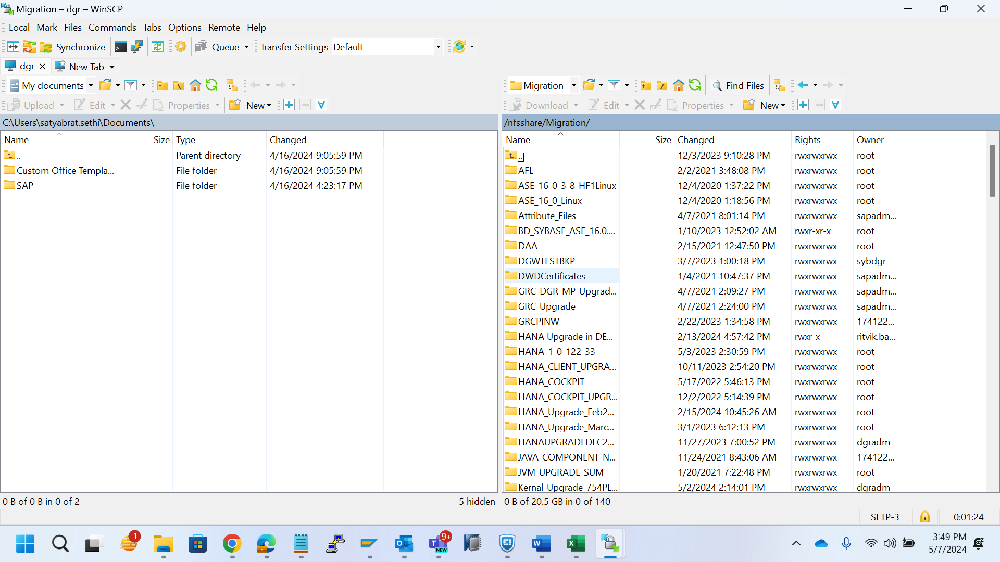 Migration – dgr – WinSCP
Local Mark Files Commands Tabs Options Remote Help
Synchronize Queue Transfer Settings Default
dgr New Tab
My documents
Upload Edit Properties New
C:\Users\satyabrat.sethi\Documents\
Name Size Type Changed
.. Parent directory 4/16/2024 9:05:59 PM
Custom Office Templa... File folder 4/16/2024 9:05:59 PM
SAP File folder 4/16/2024 4:23:17 PM
0 B of 0 B in 0 of 2 5 hidden
Migration Find Files
Download Edit Properties New
/nfsshare/Migration/
Name Size Changed Rights Owner
.. 12/3/2023 9:10:28 PM rwxrwxrwx root
AFL 2/2/2021 3:48:08 PM rwxrwxrwx root
ASE_16_0_3_8_HF1Linux 12/4/2020 1:37:22 PM rwxrwxrwx root
ASE_16_0_Linux 12/4/2020 1:18:56 PM rwxrwxrwx root
Attribute_Files 4/7/2021 8:01:14 PM rwxrwxrwx sapadm...
BD_SYBASE_ASE_16.0.... 1/10/2023 12:52:02 AM rwxr-xr-x root
DAA 2/15/2021 12:47:50 PM rwxrwxrwx root
DGWTESTBKP 3/7/2023 1:00:18 PM rwxrwxrwx sybdgr
DWDCertificates 1/4/2021 10:47:37 PM rwxrwxrwx sapadm...
GRC_DGR_MP_Upgrad... 4/7/2021 2:09:27 PM rwxrwxrwx sapadm...
GRC_Upgrade 4/7/2021 2:24:00 PM rwxrwxrwx sapadm...
GRCPINW 2/22/2023 1:34:58 PM rwxrwxrwx 174122...
HANA Upgrade in DE... 2/13/2024 4:57:42 PM rwxr-x--- ritvik.ba...
HANA_1_0_122_33 5/3/2023 2:30:59 PM rwxrwxrwx root
HANA_CLIENT_UPGRA... 10/11/2023 2:54:20 PM rwxrwxrwx root
HANA_COCKPIT 5/17/2022 5:46:13 PM rwxrwxrwx root
HANA_COCKPIT_UPGR... 12/2/2022 5:14:39 PM rwxrwxrwx root
HANA_Upgrade_Feb2... 2/15/2024 10:45:26 AM rwxrwxrwx root
HANA_Upgrade_Marc... 3/1/2023 6:12:13 PM rwxrwxrwx root
HANAUPGRADEDEC2... 11/27/2023 7:00:52 PM rwxrwxrwx dgradm
JAVA_COMPONENT_N... 11/24/2021 8:43:06 AM rwxrwxrwx 174122...
JVM_UPGRADE_SUM 1/20/2021 7:22:48 PM rwxrwxrwx root
Kernal_Upgrade_754PL... 5/2/2024 2:14:01 PM rwxrwxrwx dgradm
0 B of 20.5 GB in 0 of 140
SFTP-3 0:01:24
1 9+ NEW
3:49 PM
5/7/2024